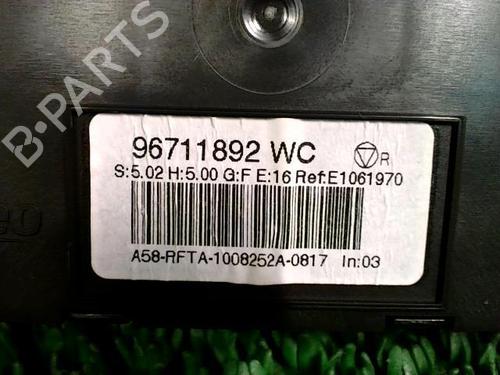 B-PARTS
96711892 WC
R
S:5.02 H:5.00 G:F E:16 Ref:E1061970
A58-RFTA-1008252A-0817 In:03